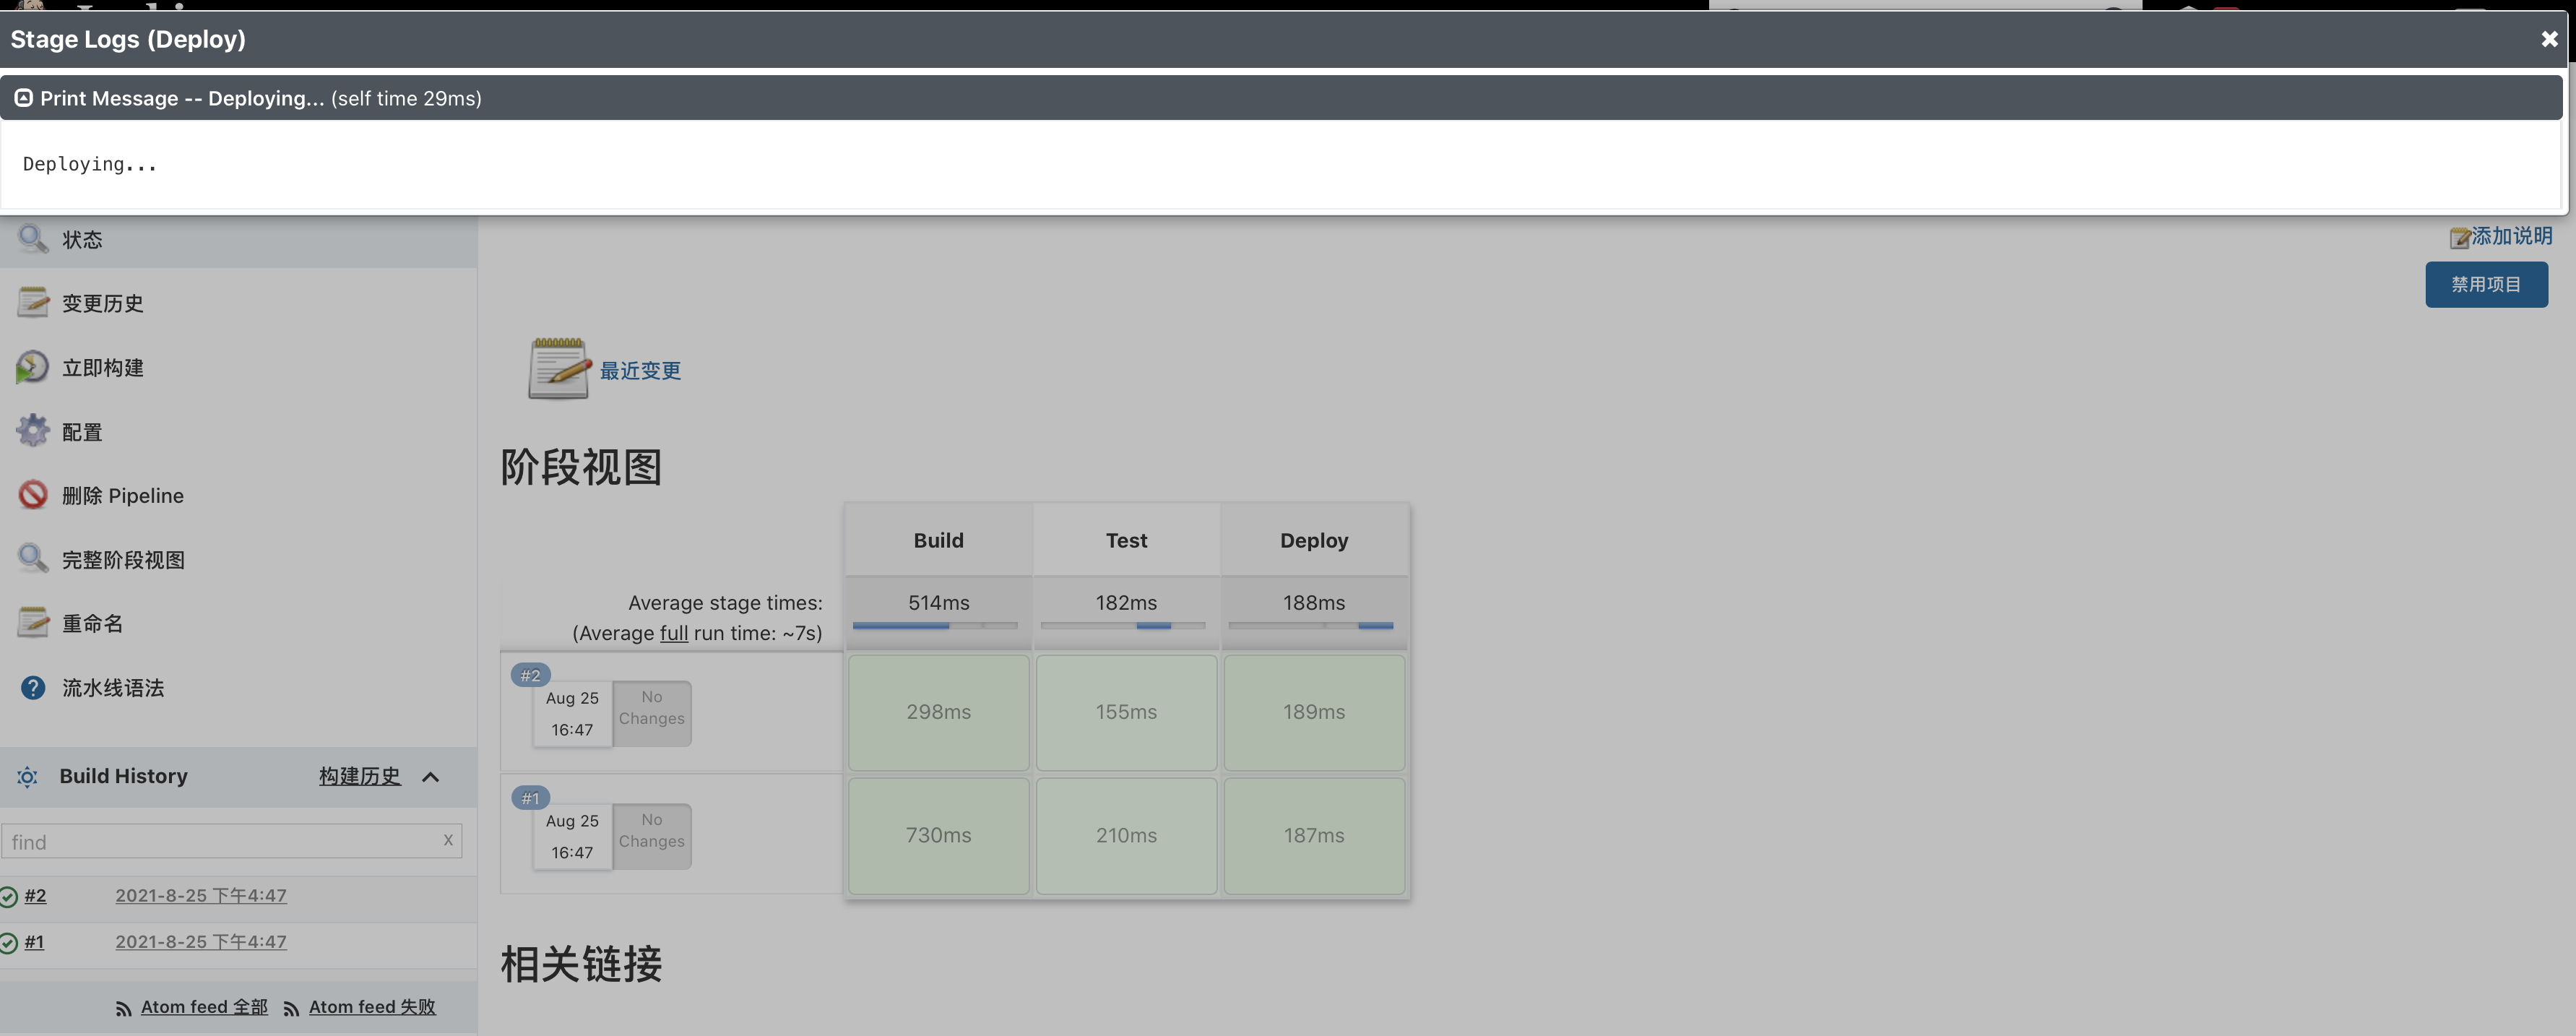 Stage Logs (Deploy)
Print Message -- Deploying... (self time 29ms)
Deploying...
状态
变更历史
立即构建
配置
删除 Pipeline
完整阶段视图
重命名
流水线语法
Build History 构建历史
find x
#2 2021-8-25 下午4:47
#1 2021-8-25 下午4:47
Atom feed 全部 Atom feed 失败
添加说明
禁用项目
最近变更
阶段视图
Build Test Deploy
Average stage times: 514ms 182ms 188ms
(Average full run time: ~7s)
#2
Aug 25
16:47
No
Changes
298ms 155ms 189ms
#1
Aug 25
16:47
No
Changes
730ms 210ms 187ms
相关链接